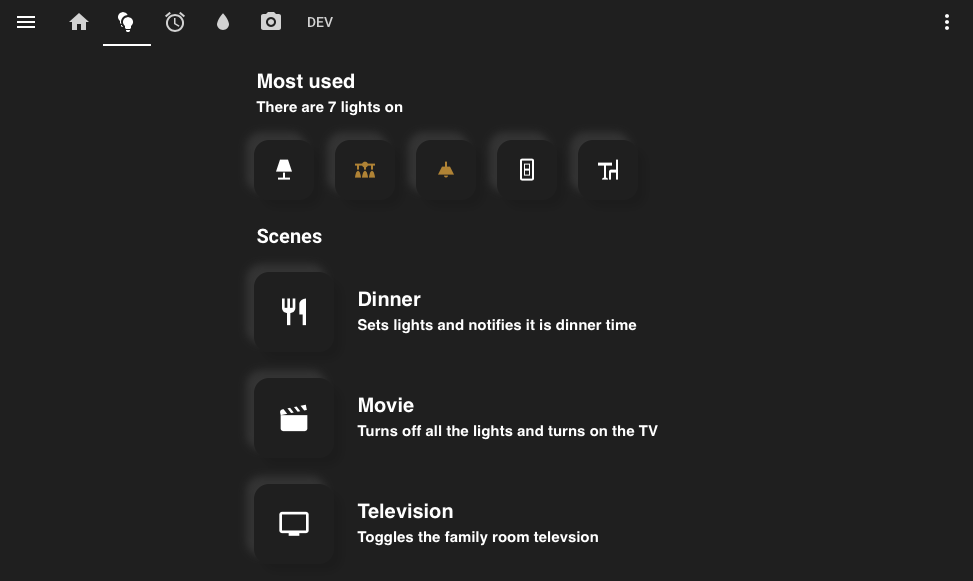 DEV
Most used
There are 7 lights on
Scenes
Dinner
Sets lights and notifies it is dinner time
Movie
Turns off all the lights and turns on the TV
Television
Toggles the family room televsion